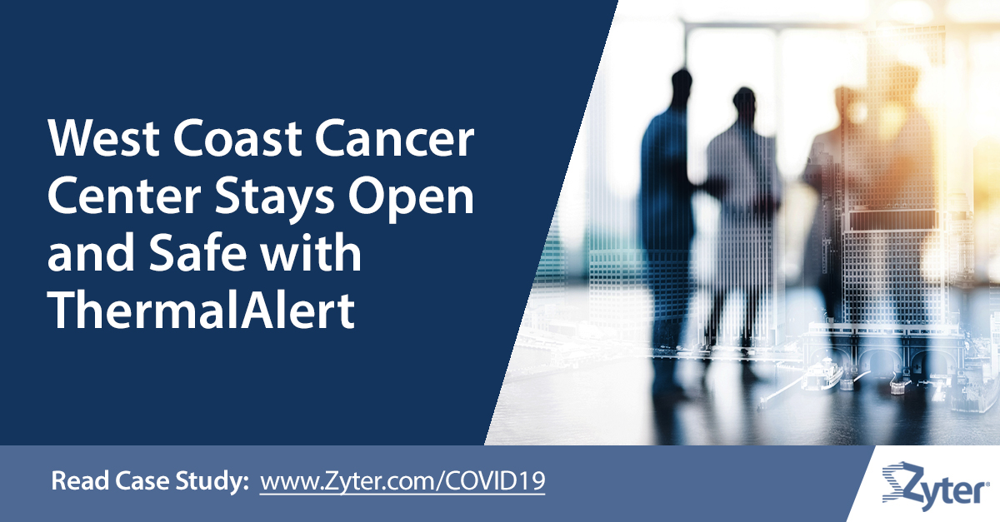 West Coast Cancer
Center Stays Open
and Safe with
ThermalAlert
Read Case Study: www.Zyter.com/COVID19
Zyter®